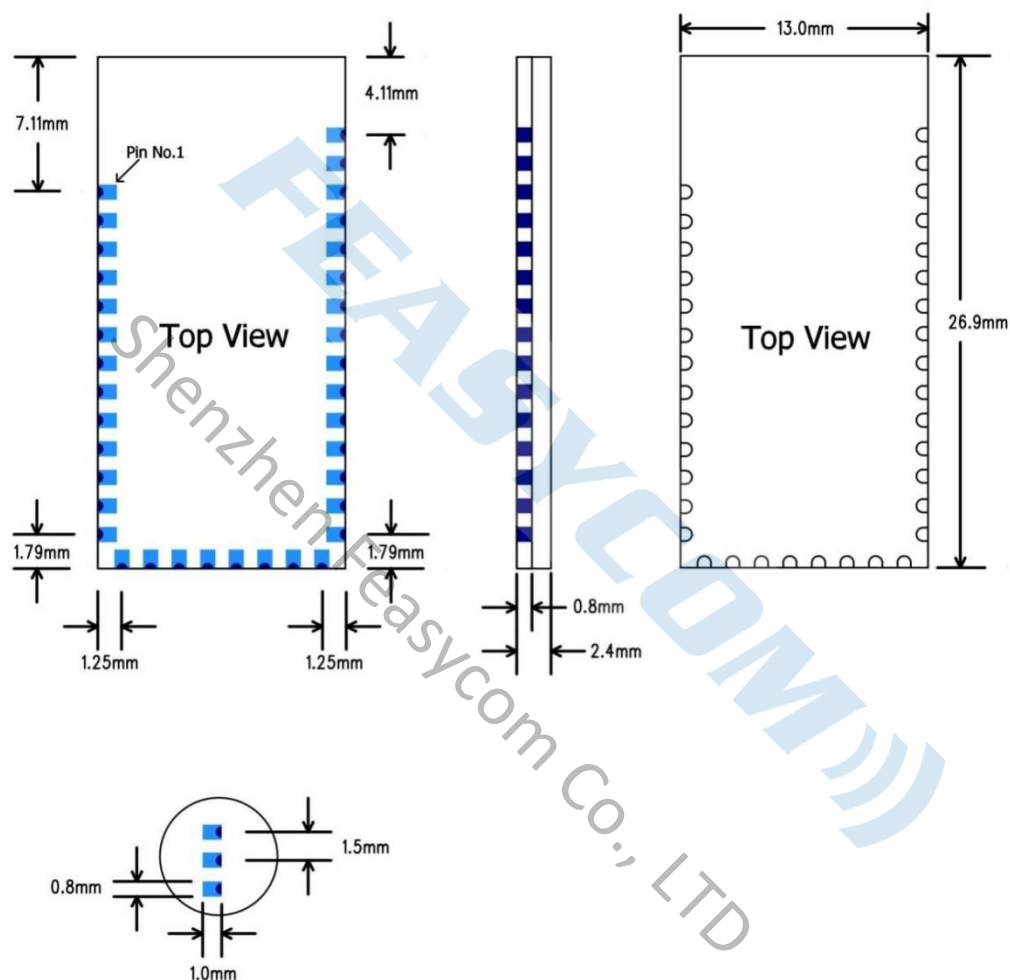 13.0mm
4.11mm
7.11mm
Pin No.1
26.9mm
Top View
Top View
1.79mm
1.79mm
0.8mm
2.4mm
1.25mm
1.25mm
1.5mm
0.8mm
1.0mm
FEASYCOM
Shenzhen Feasycom Co., LTD